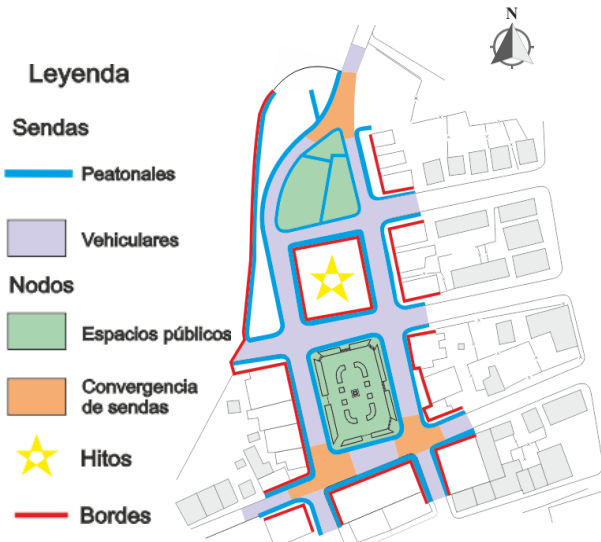 N
Leyenda
Sendas
Peatonales
Vehiculares
Nodos
Espacios públicos
Convergencia
de sendas
Hitos
Bordes